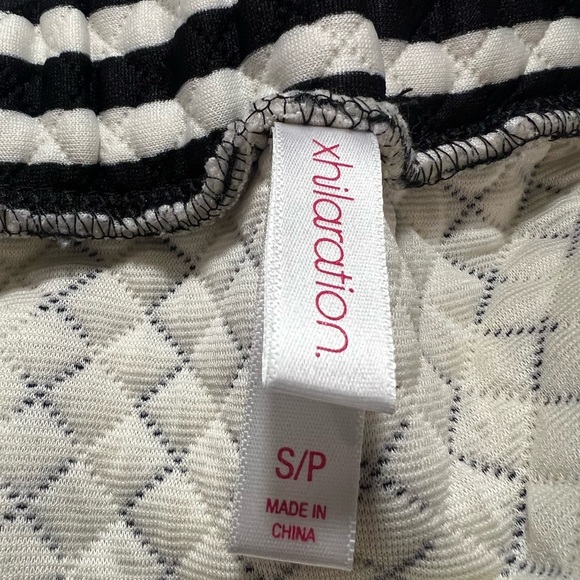 xhilaration.
S/P
MADE IN
CHINA